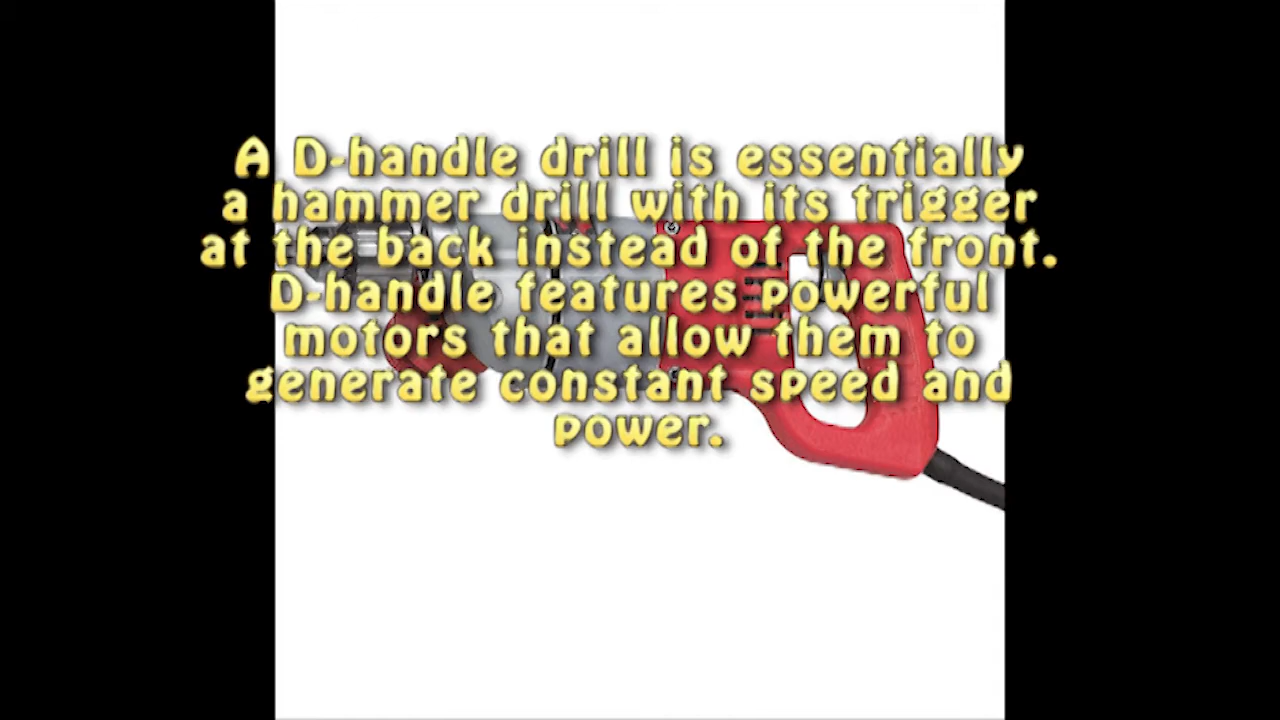 A D-handle drill is essentially
a hammer drill with its trigger
at the back instead of the front.
D-handle features powerful
motors that allow them to
generate constant speed and
power.